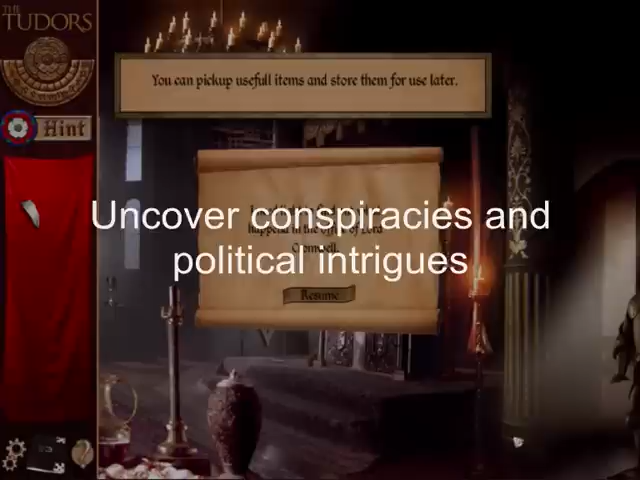 THE
TUDORS
You can pickup usefull items and store them for use later.
Hint
Uncover conspiracies and
happend in the office of Lord
Cromwell.
political intrigues
Resume